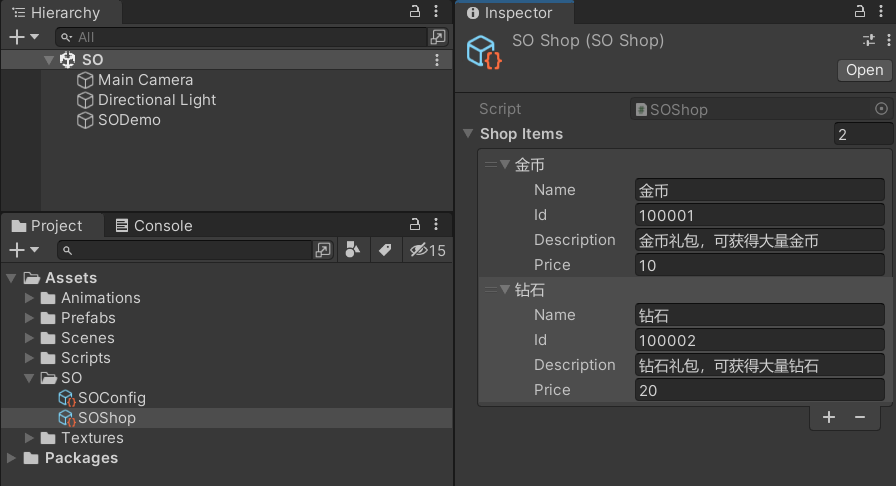 Hierarchy
All
SO
Main Camera
Directional Light
SODemo
Project
Console
15
Assets
Animations
Prefabs
Scenes
Scripts
SO
SOConfig
SOShop
Textures
Packages
Inspector
SO Shop (SO Shop)
Open
Script
SOShop
Shop Items
2
金币
Name
金币
Id
100001
Description
金币礼包，可获得大量金币
Price
10
钻石
Name
钻石
Id
100002
Description
钻石礼包，可获得大量钻石
Price
20